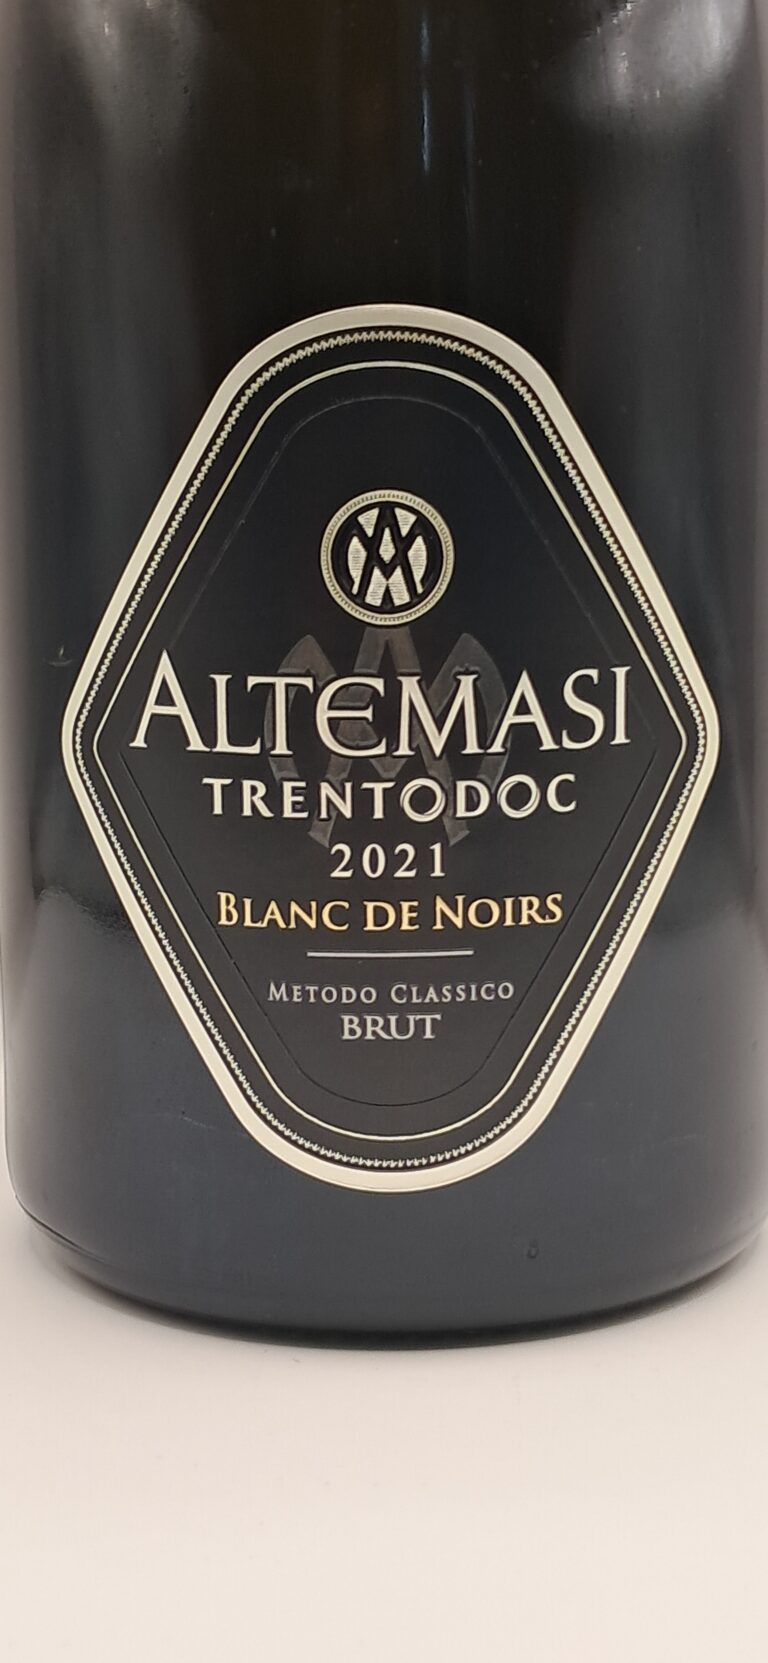 ALTEMASI
TRENTODOC
2021
BLANC DE NOIRS
METODO CLASSICO
BRUT